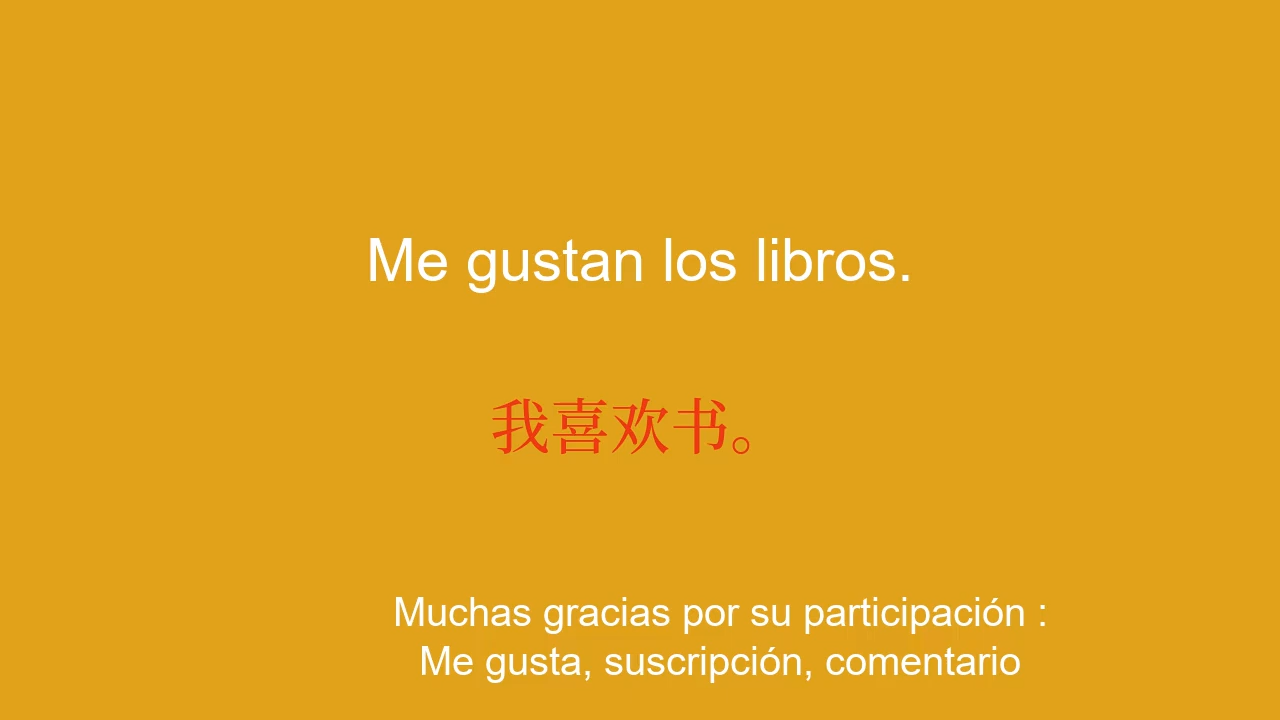 Me gustan los libros.
我喜欢书。
Muchas gracias por su participación :
Me gusta, suscripción, comentario